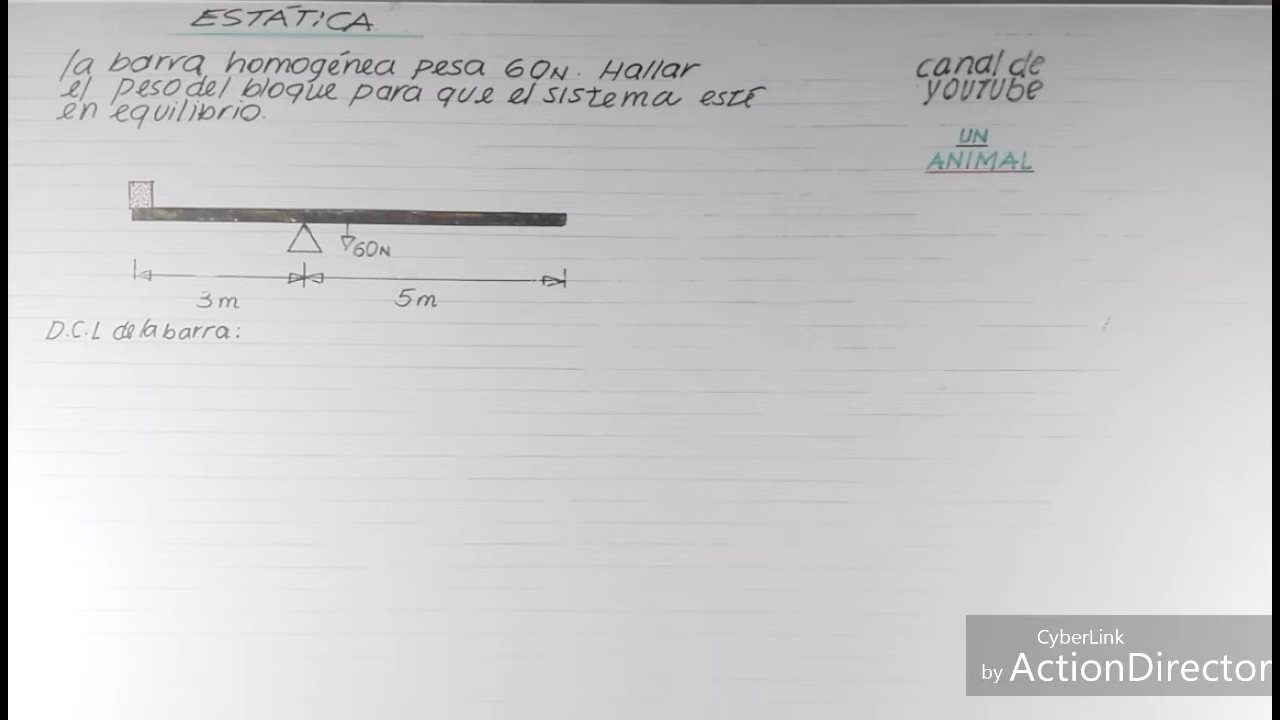 ESTÁTICA
la barra homogénea pesa 60N. Hallar
el peso del bloque para que el sistema esté
en equilibrio.
canal de
YOUTUBE
UN
ANIMAL
60N
3m
5m
D.C.L de la barra:
CyberLink
by ActionDirector